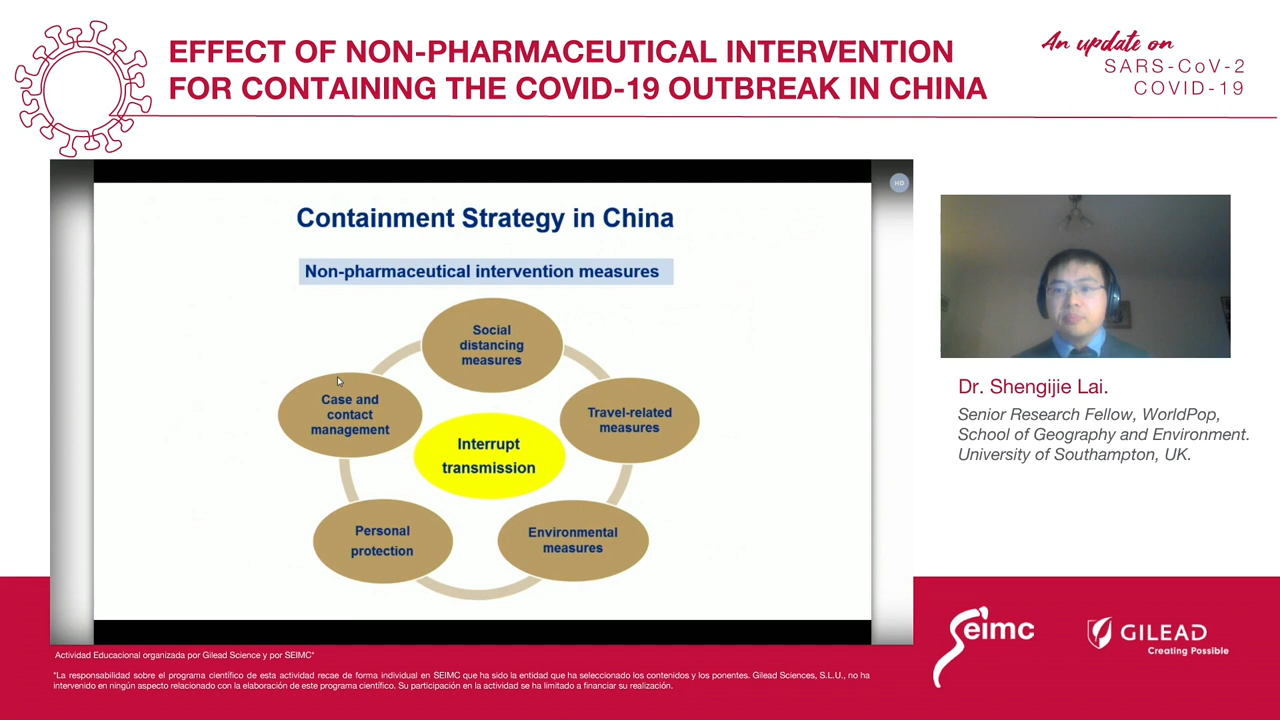 EFFECT OF NON-PHARMACEUTICAL INTERVENTION
FOR CONTAINING THE COVID-19 OUTBREAK IN CHINA
An update on
SARS-CoV-2
COVID-19
HD
Containment Strategy in China
Non-pharmaceutical intervention measures
Social
distancing
measures
Case and
contact
management
Travel-related
measures
Interrupt
transmission
Personal
protection
Environmental
measures
Dr. Shengijie Lai.
Senior Research Fellow, WorldPop,
School of Geography and Environment.
University of Southampton, UK.
Seimc
GILEAD
Creating Possible
Actividad Educacional organizada por Gilead Science y por SEIMC*
*La responsabilidad sobre el programa científico de esta actividad recae de forma individual en SEIMC que ha sido la entidad que ha seleccionado los contenidos y los ponentes. Gilead Sciences, S.L.U., no ha
intervenido en ningún aspecto relacionado con la elaboración de este programa científico. Su participación en la actividad se ha limitado a financiar su realización.